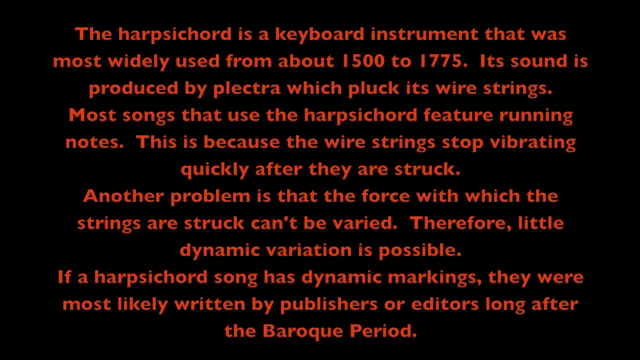 The harpsichord is a keyboard instrument that was
most widely used from about 1500 to 1775.  Its sound is
produced by plectra which pluck its wire strings.
Most songs that use the harpsichord feature running
notes.  This is because the wire strings stop vibrating
quickly after they are struck.
Another problem is that the force with which the
strings are struck can't be varied.  Therefore, little
dynamic variation is possible.
If a harpsichord song has dynamic markings, they were
most likely written by publishers or editors long after
the Baroque Period.